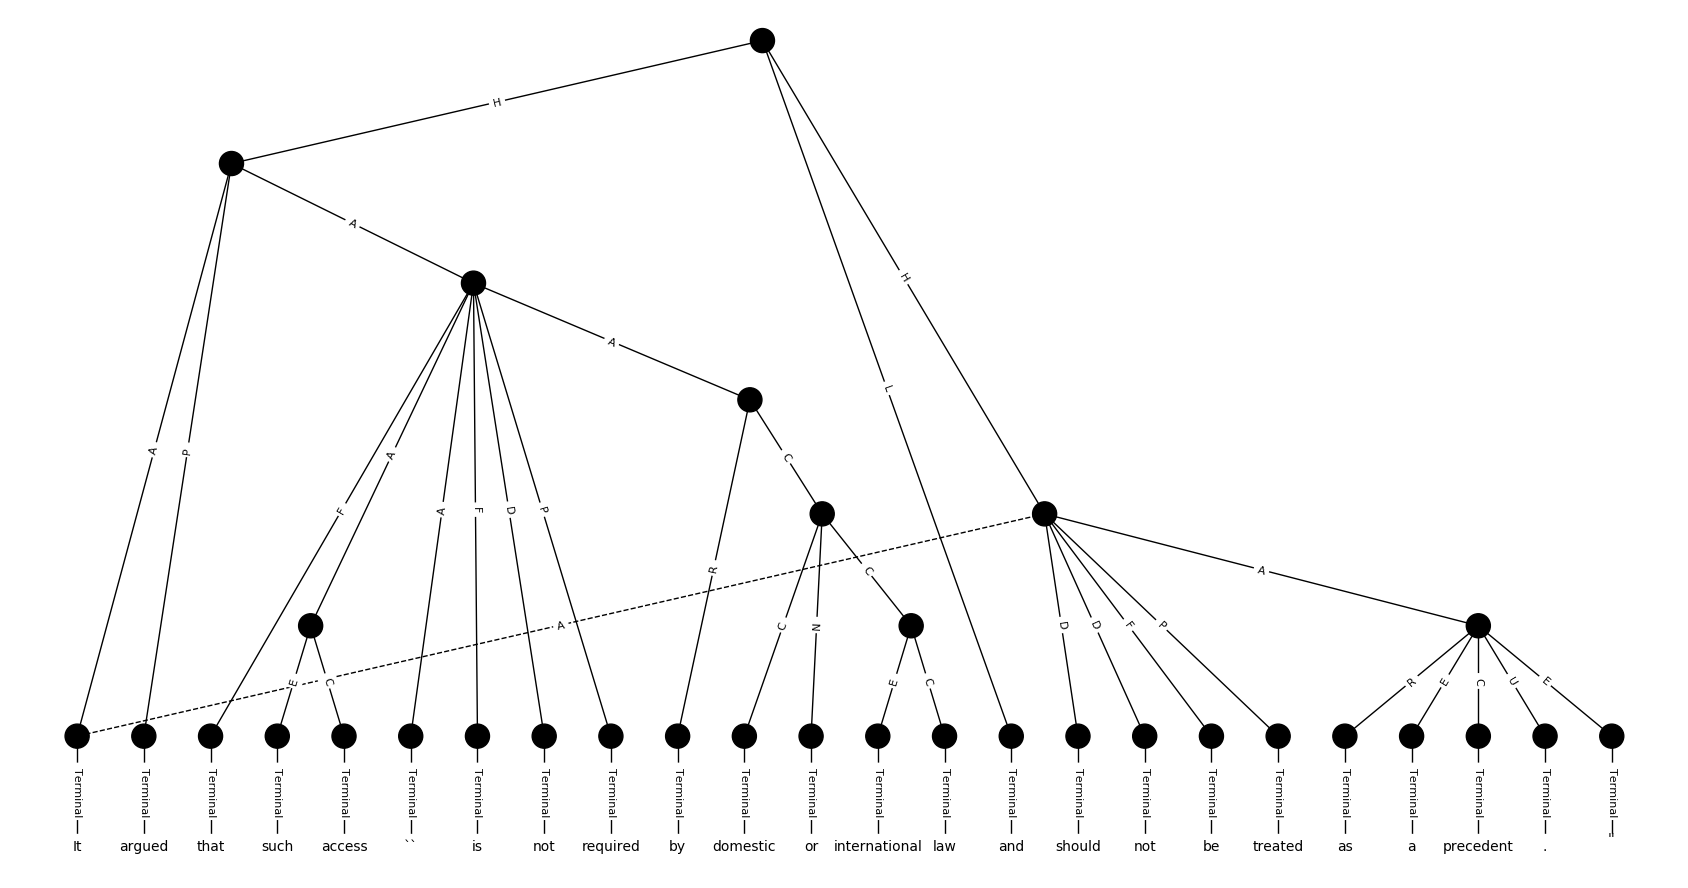 H
A
H
A
L
A
P
A
C
F
A
F
D
P
R
C
A
A
C
N
D
D
F
P
E
C
E
C
R
E
C
U
E
Terminal Terminal Terminal Terminal Terminal Terminal Terminal Terminal Terminal Terminal Terminal Terminal Terminal Terminal Terminal Terminal Terminal Terminal Terminal Terminal Terminal Terminal Terminal Terminal
It argued that such access `` is not required by domestic or international law and should not be treated as a precedent . "